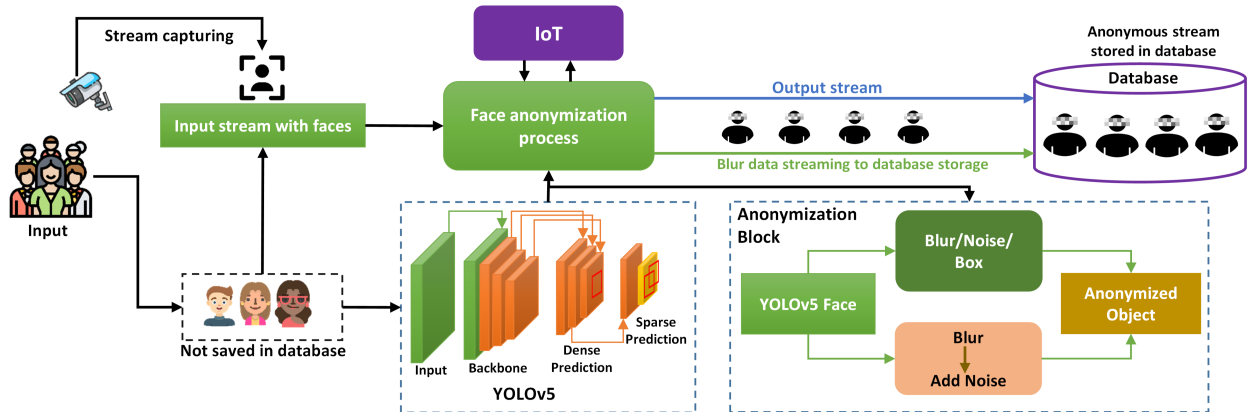 Stream capturing
IoT
Anonymous stream
stored in database
Database
Input stream with faces
Face anonymization
process
Output stream
Blur data streaming to database storage
Input
Not saved in database
Input
Backbone
Dense
Prediction
Sparse
Prediction
YOLOv5
Anonymization
Block
YOLOv5 Face
Blur/Noise/
Box
Blur
Add Noise
Anonymized
Object